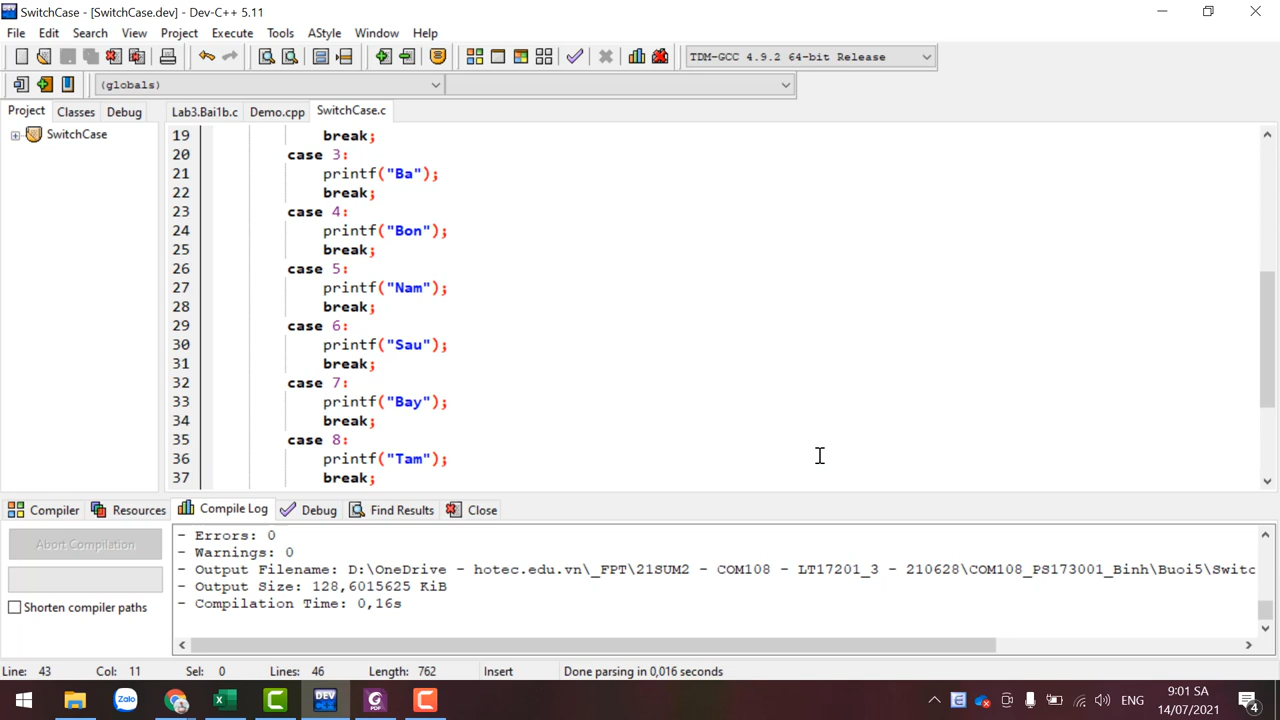 SwitchCase - [SwitchCase.dev] - Dev-C++ 5.11
File Edit Search View Project Execute Tools AStyle Window Help
TDM-GCC 4.9.2 64-bit Release
(globals)
Project Classes Debug Lab3.Bai1b.c Demo.cpp SwitchCase.c
SwitchCase
19 break;
20 case 3:
21 printf("Ba");
22 break;
23 case 4:
24 printf("Bon");
25 break;
26 case 5:
27 printf("Nam");
28 break;
29 case 6:
30 printf("Sau");
31 break;
32 case 7:
33 printf("Bay");
34 break;
35 case 8:
36 printf("Tam");
37 break;
Compiler Resources Compile Log Debug Find Results Close
Abort Compilation
Shorten compiler paths
- Errors: 0
- Warnings: 0
- Output Filename: D:\OneDrive - hotec.edu.vn\_FPT\21SUM2 - COM108 - LT17201_3 - 210628\COM108_PS173001_Binh\Buoi5\Switc
- Output Size: 128,6015625 KiB
- Compilation Time: 0,16s
Line: 43 Col: 11 Sel: 0 Lines: 46 Length: 762 Insert Done parsing in 0,016 seconds
Zalo
DEV
PDF
ENG
9:01 SA
14/07/2021
4